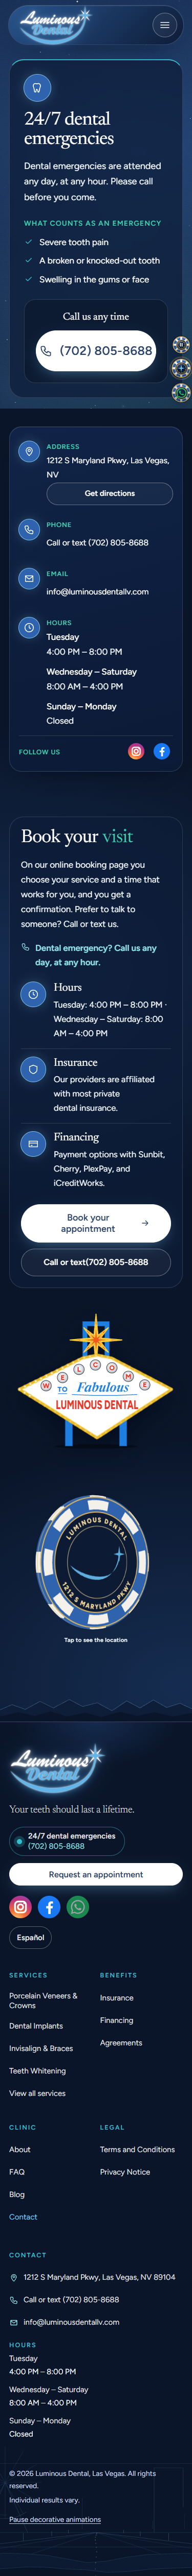 Luminous
Dental
24/7 dental
emergencies
Dental emergencies are attended
any day, at any hour. Please call
before you come.
WHAT COUNTS AS AN EMERGENCY
Severe tooth pain
A broken or knocked-out tooth
Swelling in the gums or face
Call us any time
(702) 805-8688
ADDRESS
1212 S Maryland Pkwy, Las Vegas,
NV
Get directions
PHONE
Call or text (702) 805-8688
EMAIL
info@luminousdentallv.com
HOURS
Tuesday
4:00 PM – 8:00 PM
Wednesday – Saturday
8:00 AM – 4:00 PM
Sunday – Monday
Closed
FOLLOW US
Book your visit
On our online booking page you
choose your service and a time that
works for you, and you get a
confirmation. Prefer to talk to
someone? Call or text us.
Dental emergency? Call us any
day, at any hour.
Hours
Tuesday: 4:00 PM – 8:00 PM ·
Wednesday – Saturday: 8:00
AM – 4:00 PM
Insurance
Our providers are affiliated
with most private
dental insurance.
Financing
Payment options with Sunbit,
Cherry, PlexPay, and
iCreditWorks.
Book your
appointment
Call or text(702) 805-8688
WELCOME
TO Fabulous
LUMINOUS DENTAL
LUMINOUS DENTAL
1212 S MARYLAND PKWY
Tap to see the location
Luminous
Dental
Your teeth should last a lifetime.
24/7 dental emergencies
(702) 805-8688
Request an appointment
Español
SERVICES
Porcelain Veneers &
Crowns
Dental Implants
Invisalign & Braces
Teeth Whitening
View all services
BENEFITS
Insurance
Financing
Agreements
CLINIC
About
FAQ
Blog
Contact
LEGAL
Terms and Conditions
Privacy Notice
CONTACT
1212 S Maryland Pkwy, Las Vegas, NV 89104
Call or text (702) 805-8688
info@luminousdentallv.com
HOURS
Tuesday
4:00 PM – 8:00 PM
Wednesday – Saturday
8:00 AM – 4:00 PM
Sunday – Monday
Closed
© 2026 Luminous Dental, Las Vegas. All rights
reserved.
Individual results vary.
Pause decorative animations